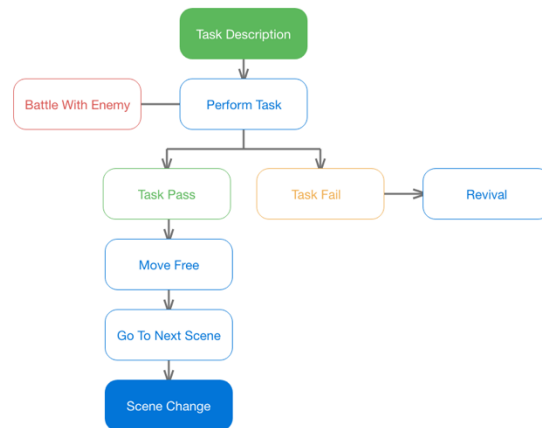 Task Description
Battle With Enemy
Perform Task
Task Pass
Task Fail
Revival
Move Free
Go To Next Scene
Scene Change